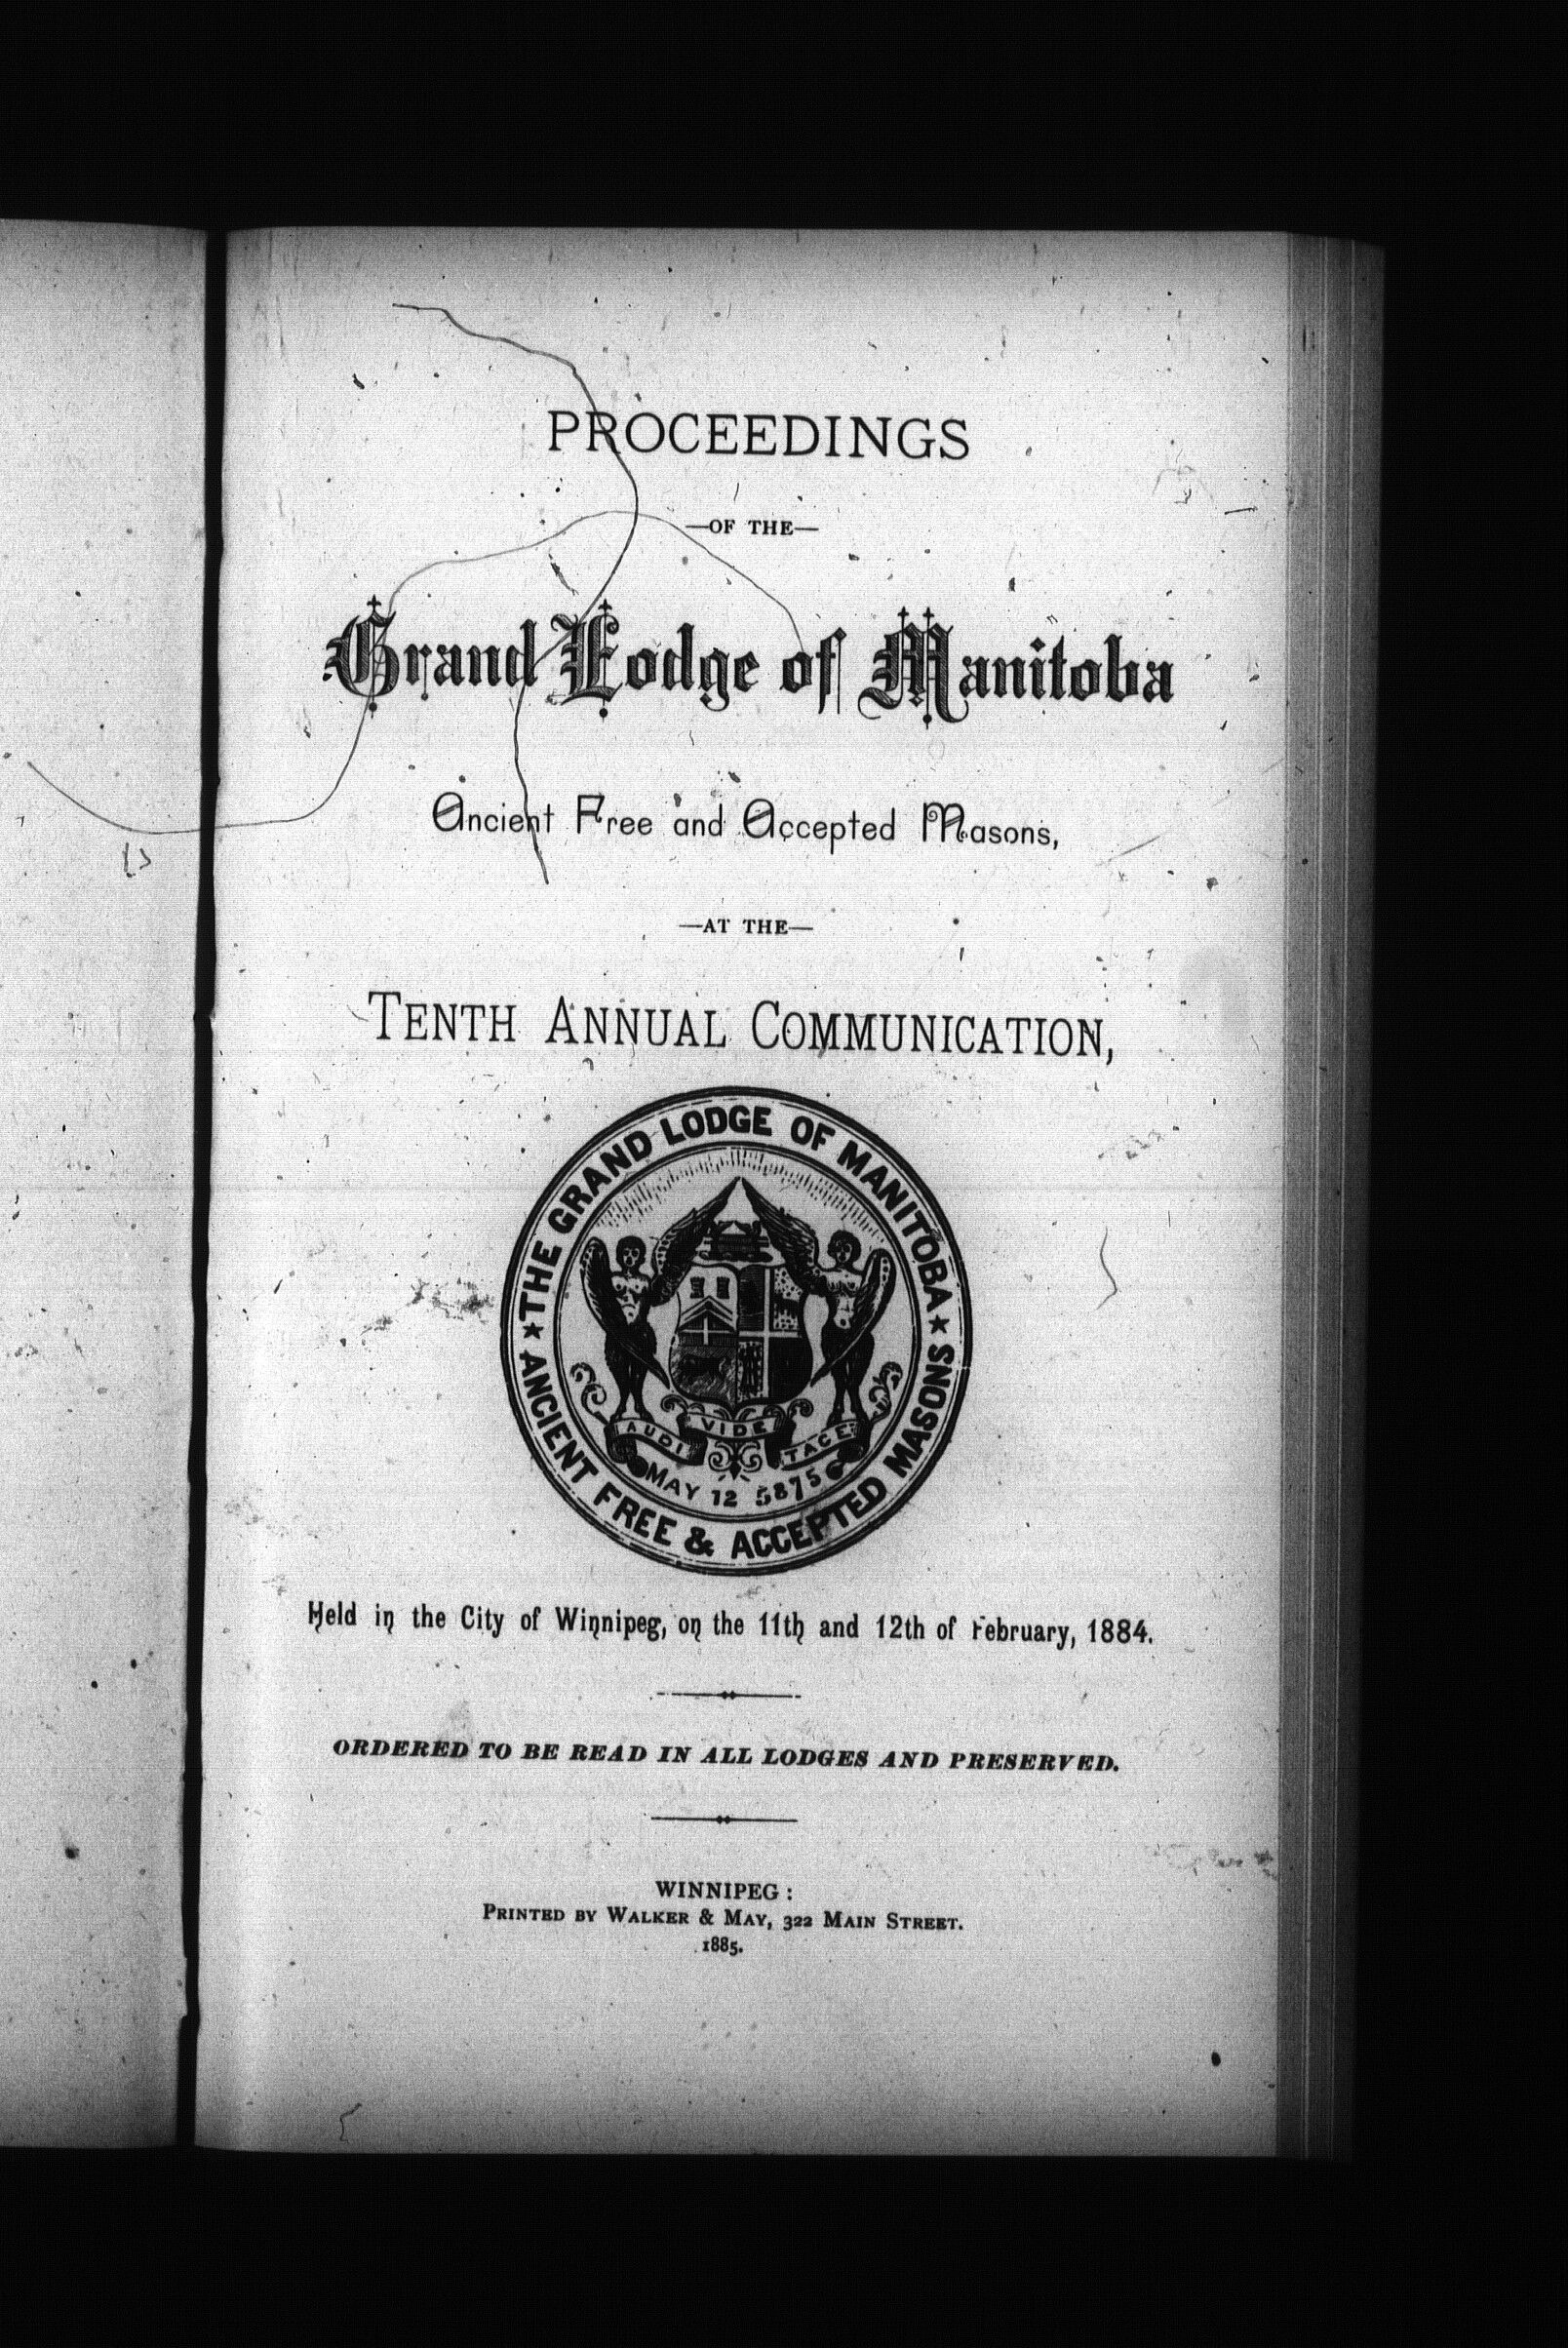 PROCEEDINGS
—OF THE—
Grand Lodge of Manitoba
Ancient Free and Accepted Masons,
—AT THE—
TENTH ANNUAL COMMUNICATION,
★ THE GRAND LODGE OF MANITOBA ★
ANCIENT FREE & ACCEPTED MASONS
AUDI VIDE TACE
MAY 12 5875
Held in the City of Winnipeg, on the 11th and 12th of February, 1884.
ORDERED TO BE READ IN ALL LODGES AND PRESERVED.
WINNIPEG:
PRINTED BY WALKER & MAY, 322 MAIN STREET.
1885.